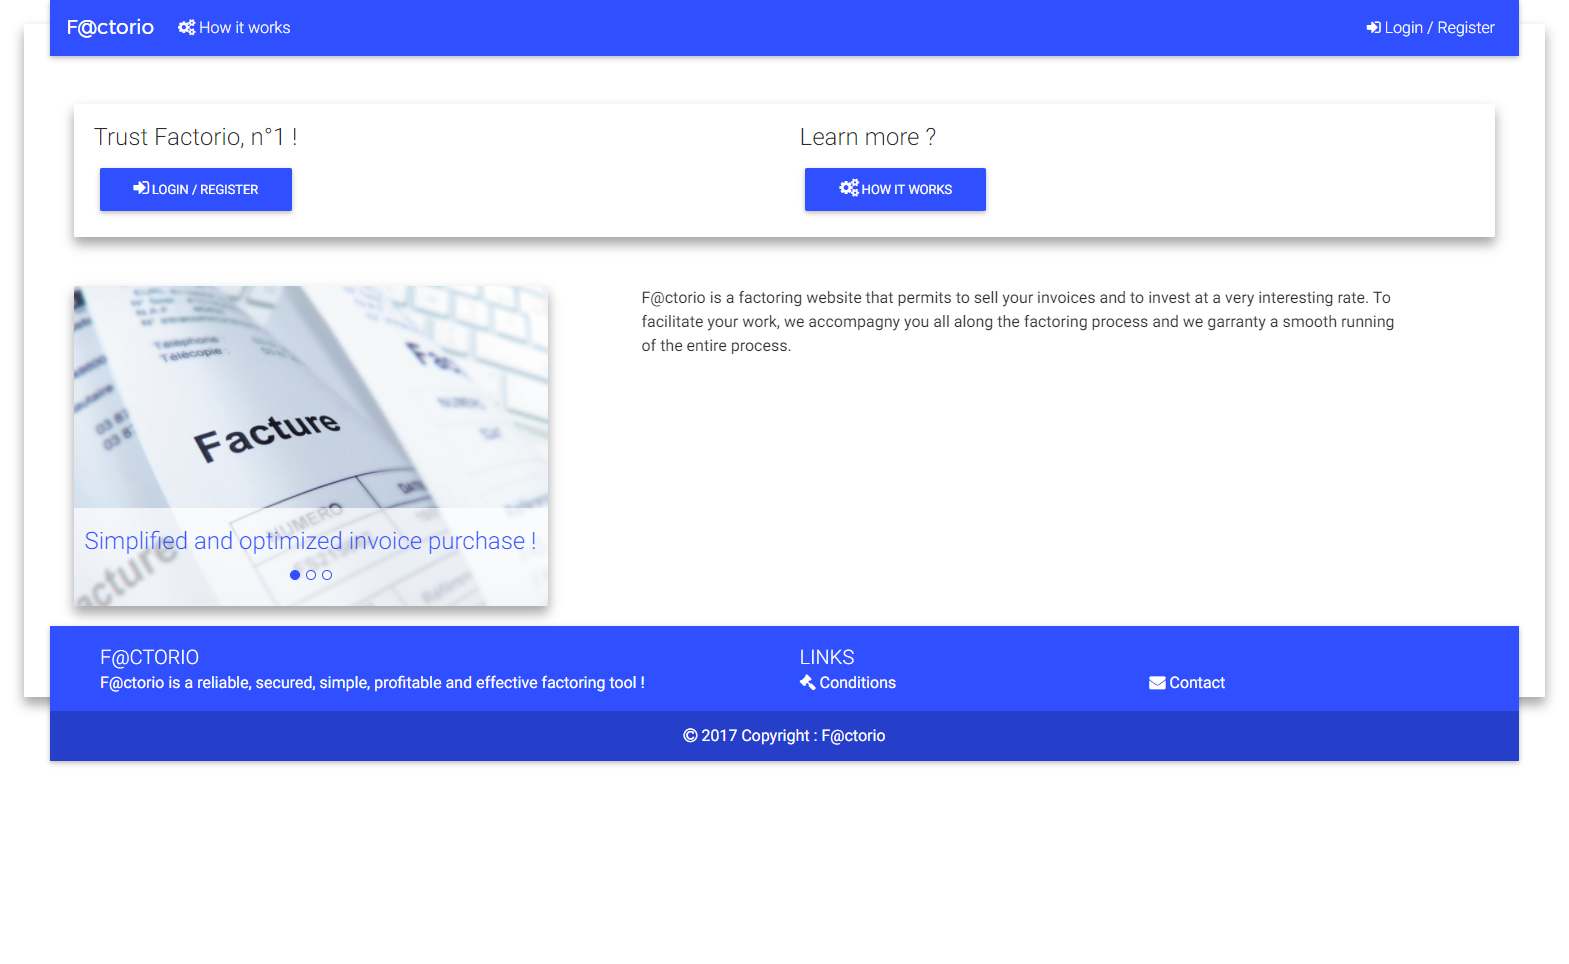 F@ctorio How it works Login / Register
Trust Factorio, n°1 !
LOGIN / REGISTER
Learn more ?
HOW IT WORKS
Téléphone :
Télécopie :
Facture
NUMERO
DATE
Simplified and optimized invoice purchase !
F@ctorio is a factoring website that permits to sell your invoices and to invest at a very interesting rate. To
facilitate your work, we accompagny you all along the factoring process and we garranty a smooth running
of the entire process.
F@CTORIO
F@ctorio is a reliable, secured, simple, profitable and effective factoring tool !
LINKS
Conditions
Contact
© 2017 Copyright : F@ctorio